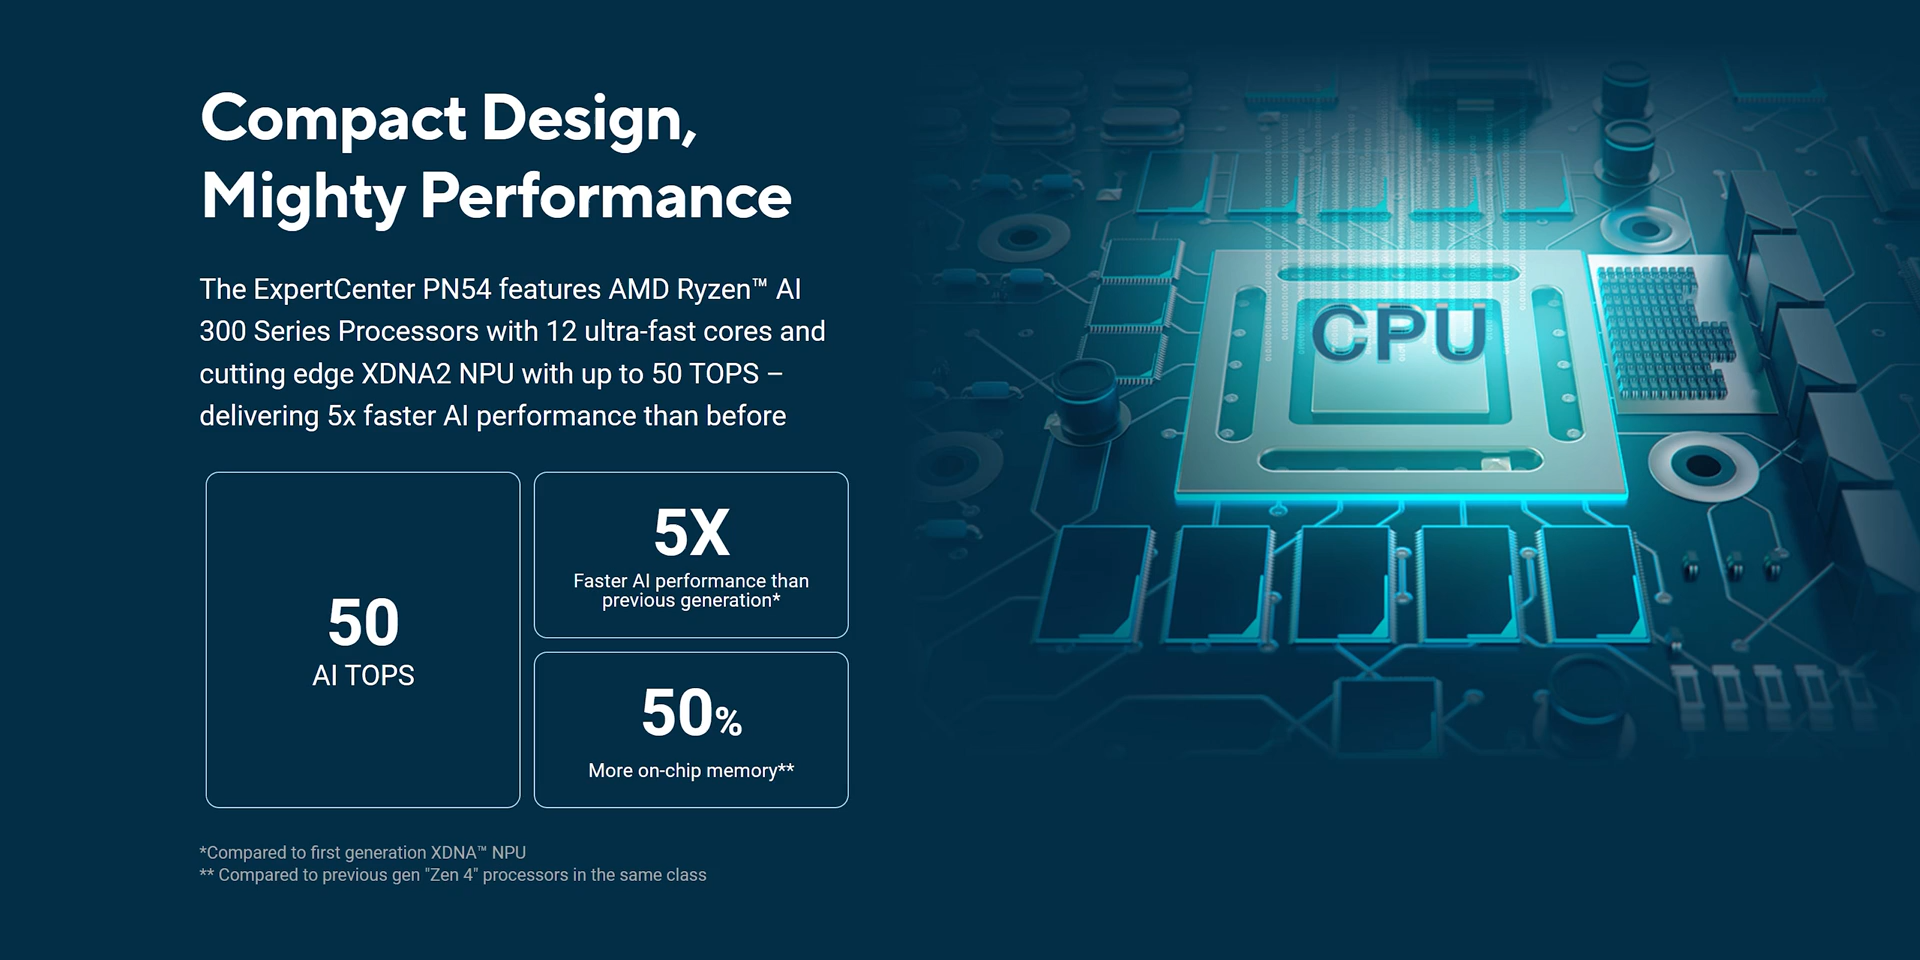 Compact Design,
Mighty Performance
The ExpertCenter PN54 features AMD Ryzen™ AI
300 Series Processors with 12 ultra-fast cores and
cutting edge XDNA2 NPU with up to 50 TOPS –
delivering 5x faster AI performance than before
50
AI TOPS
5X
Faster AI performance than
previous generation*
50%
More on-chip memory**
*Compared to first generation XDNA™ NPU
** Compared to previous gen "Zen 4" processors in the same class
CPU